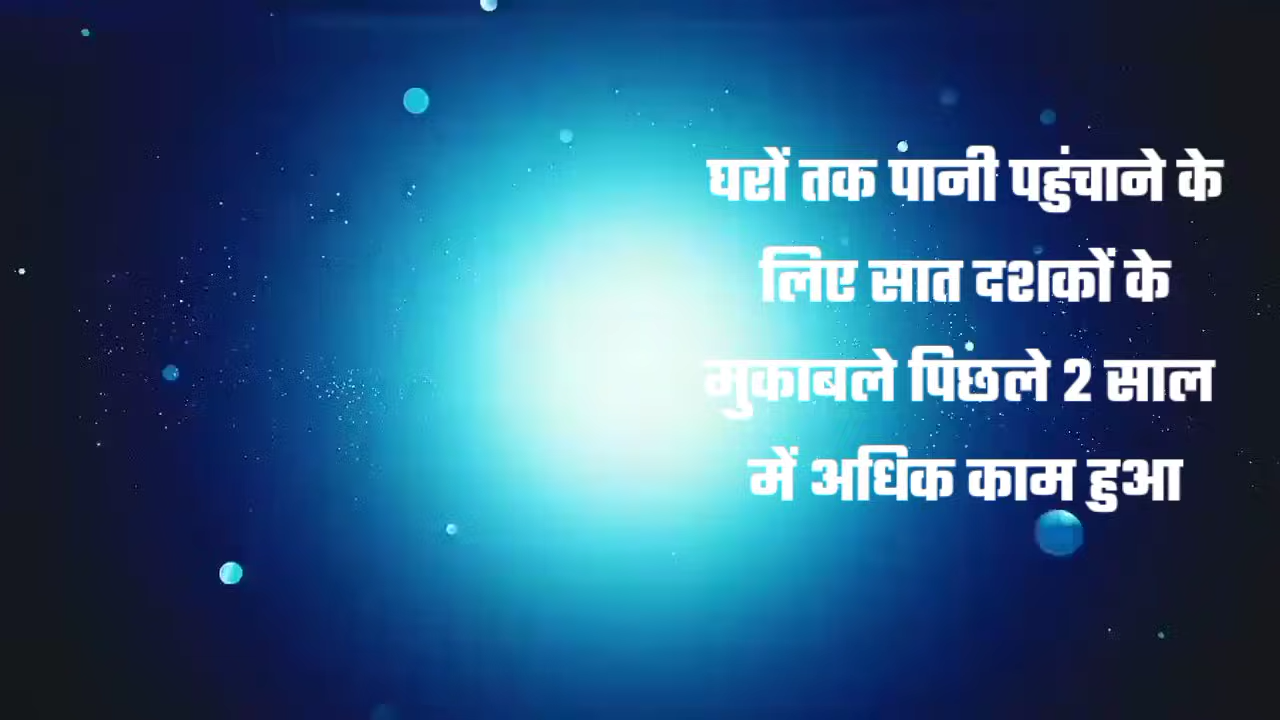 घरों तक पानी पहुंचाने के
लिए सात दशकों के
मुकाबले पिछले 2 साल
में अधिक काम हुआ